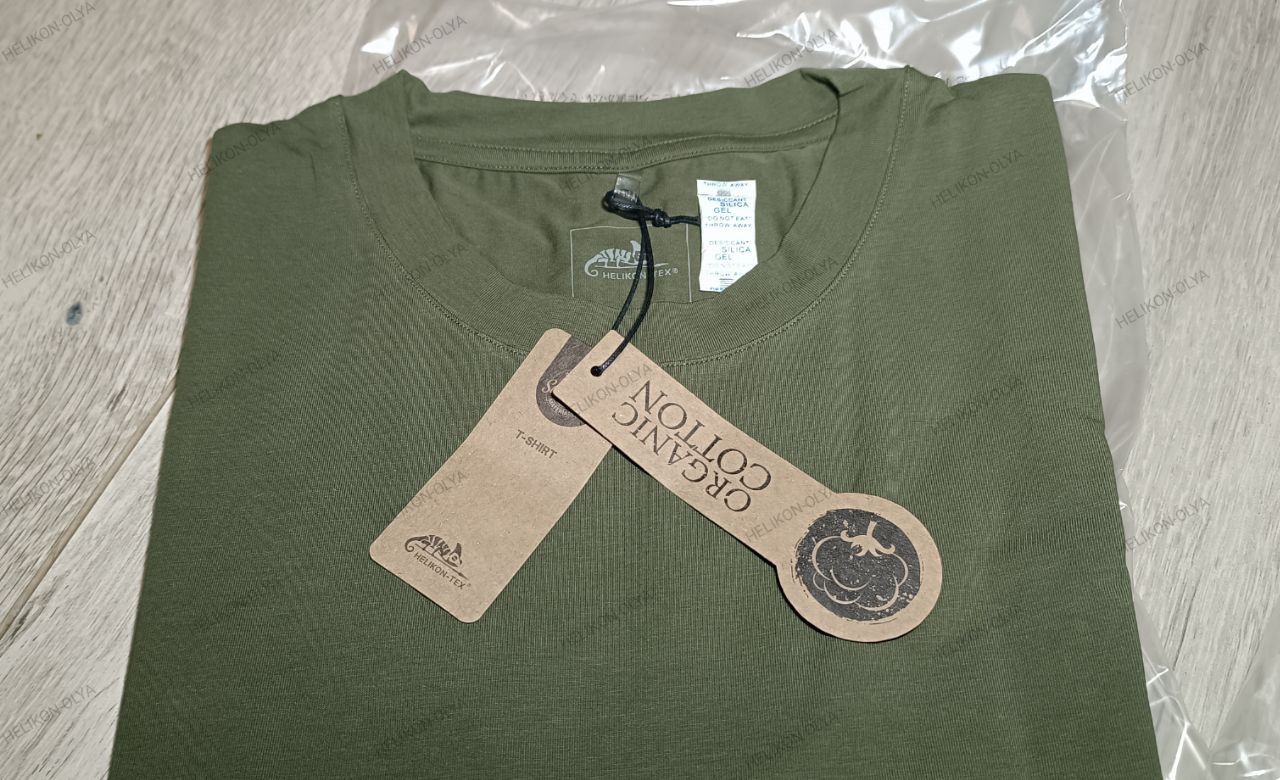 THROW AWAY
DESICCANT
SILICA
GEL
DO NOT EAT
THROW AWAY
DESICCANT
SILICA
GEL
HELIKON-TEX®
ORGANIC
COTTON
T-SHIRT
HELIKON-TEX®
HELIKON-OLYA